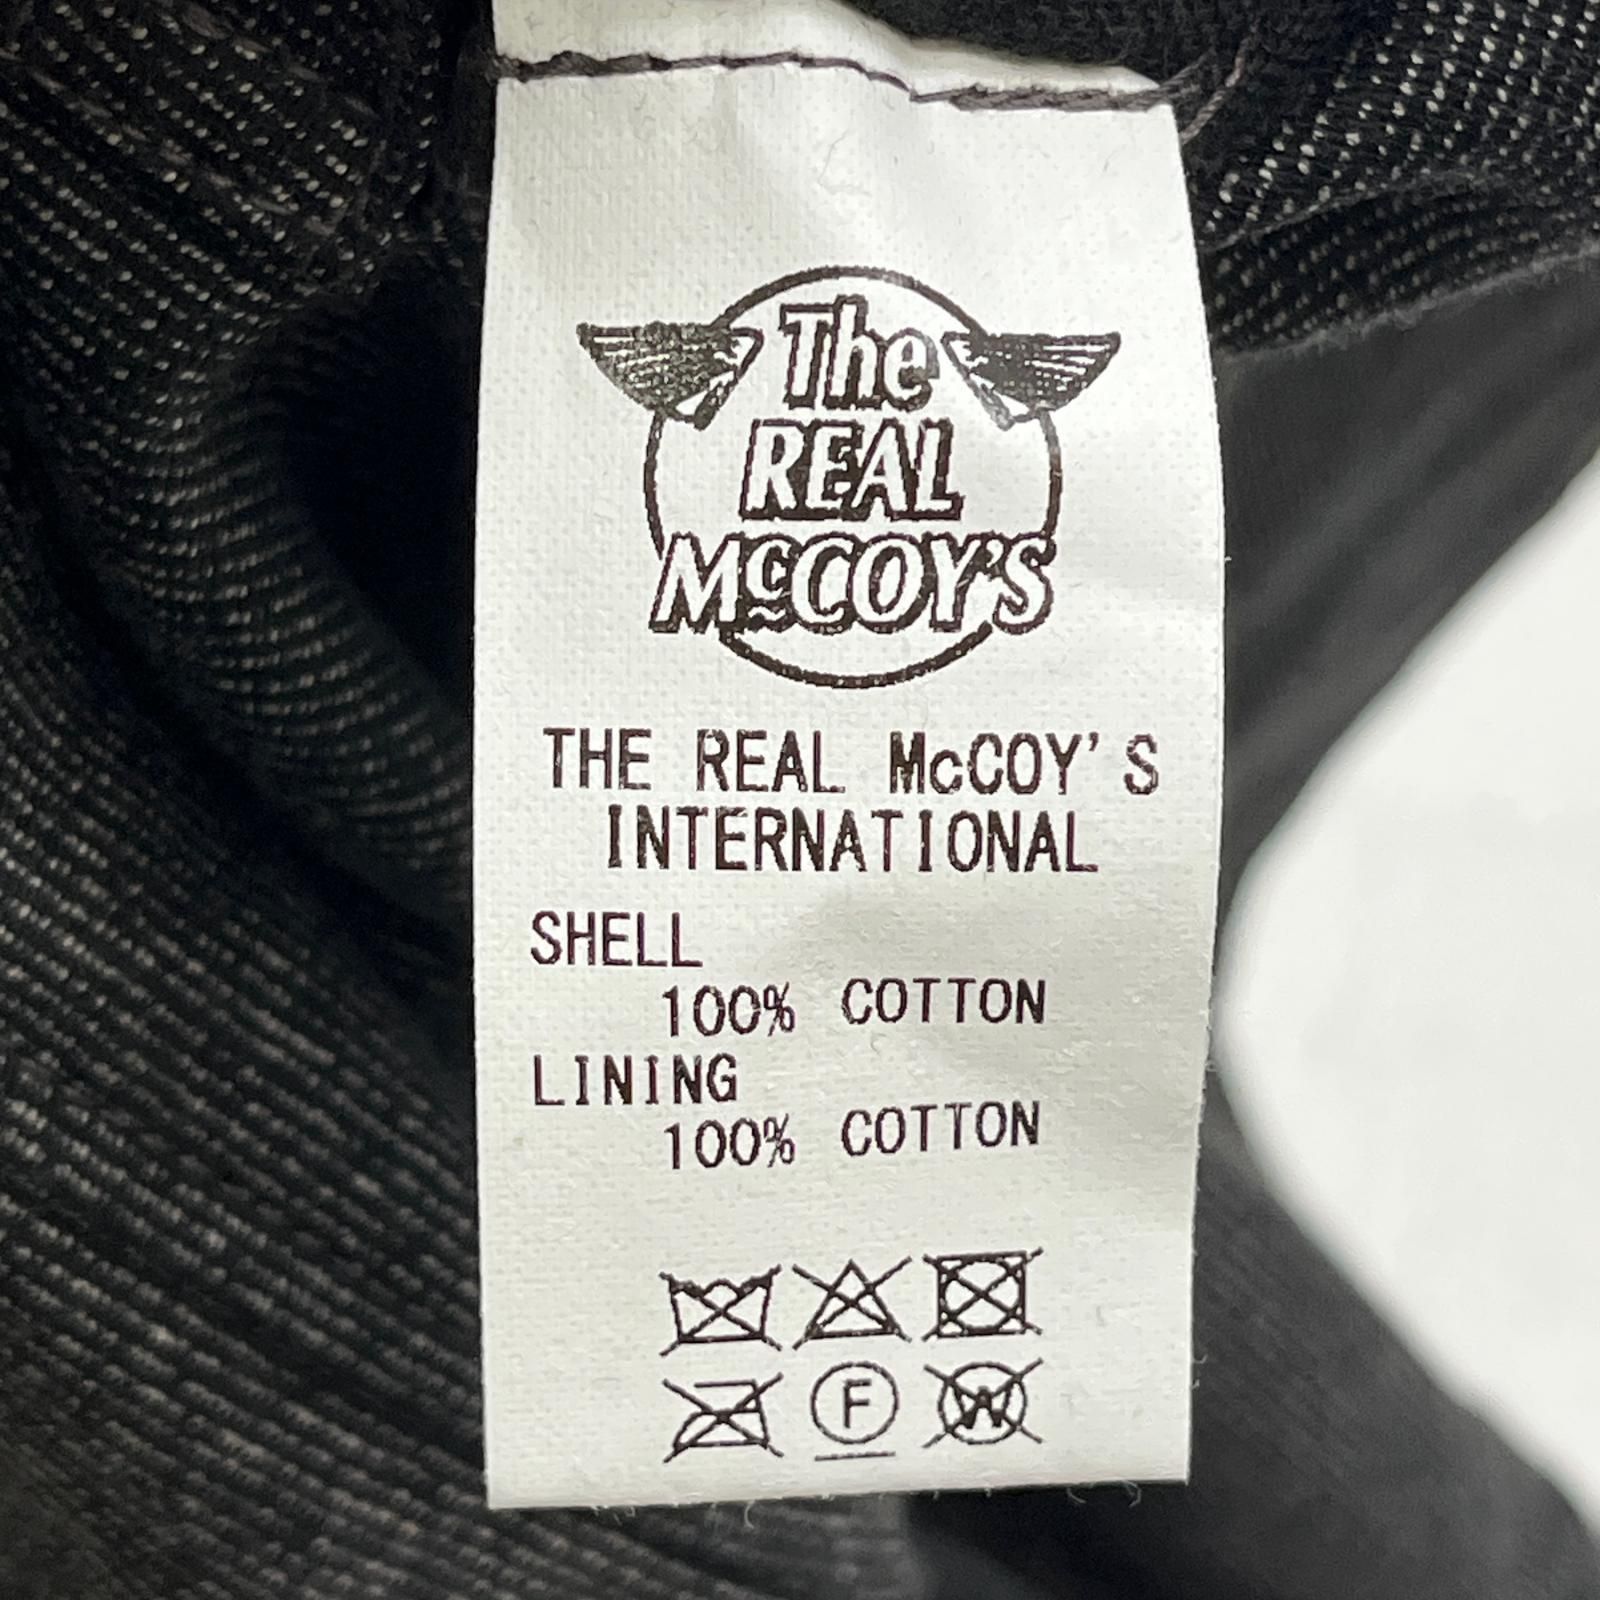 The
REAL
McCOY'S
THE REAL McCOY'S
INTERNATIONAL
SHELL
100% COTTON
LINING
100% COTTON
F W